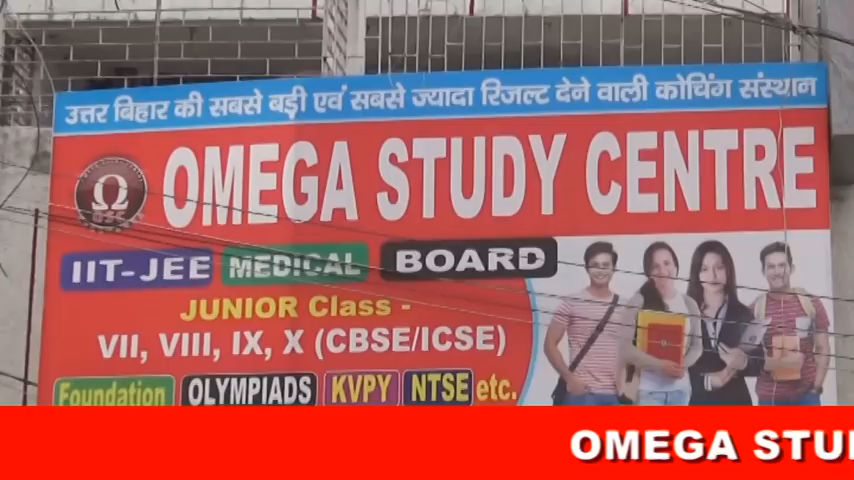 उत्तर बिहार की सबसे बड़ी एवं सबसे ज्यादा रिजल्ट देने वाली कोचिंग संस्थान
Ω
OSC
OMEGA STUDY CENTRE
IIT-JEE MEDICAL BOARD
JUNIOR Class -
VII, VIII, IX, X (CBSE/ICSE)
Foundation OLYMPIADS KVPY NTSE etc.
OMEGA STU